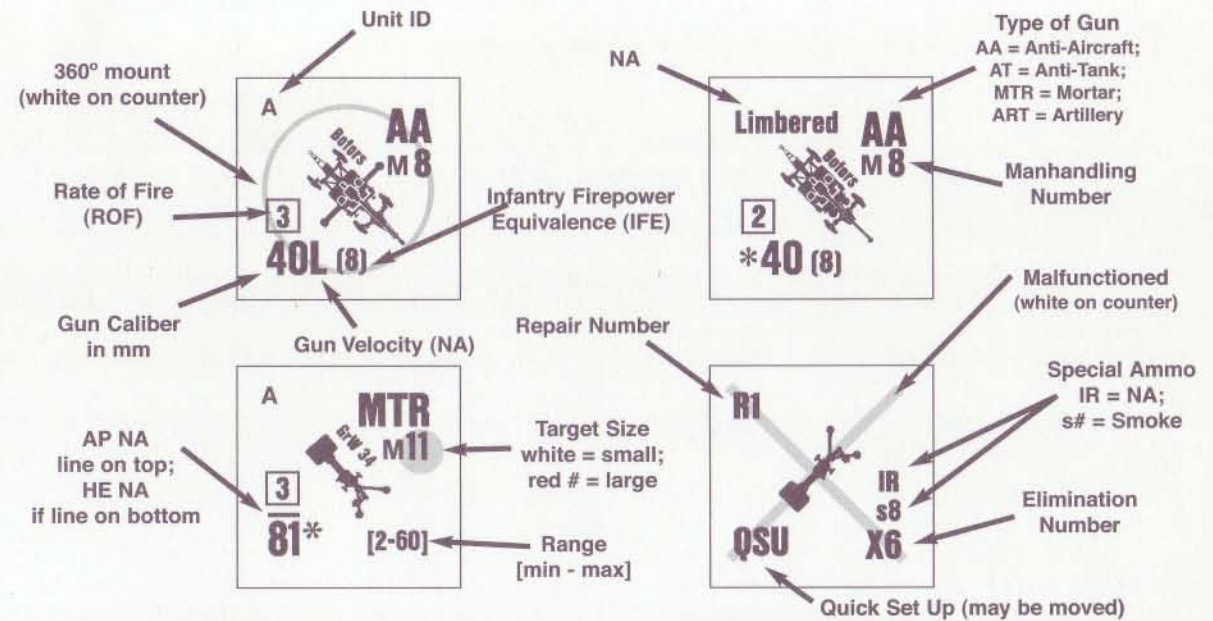 Unit ID
360º mount
(white on counter)
Rate of Fire
(ROF)
Gun Caliber
in mm
A
AA
M8
Bofors
3
40L (8)
Infantry Firepower
Equivalence (IFE)
Gun Velocity (NA)
NA
Limbered
AA
M8
Bofors
2
*40 (8)
Type of Gun
AA = Anti-Aircraft;
AT = Anti-Tank;
MTR = Mortar;
ART = Artillery
Manhandling
Number
AP NA
line on top;
HE NA
if line on bottom
A
MTR
M11
GrW 34
3
81*
[2-60]
Target Size
white = small;
red # = large
Range
[min - max]
Repair Number
Malfunctioned
(white on counter)
R1
IR
s8
QSU
X6
Special Ammo
IR = NA;
s# = Smoke
Elimination
Number
Quick Set Up (may be moved)